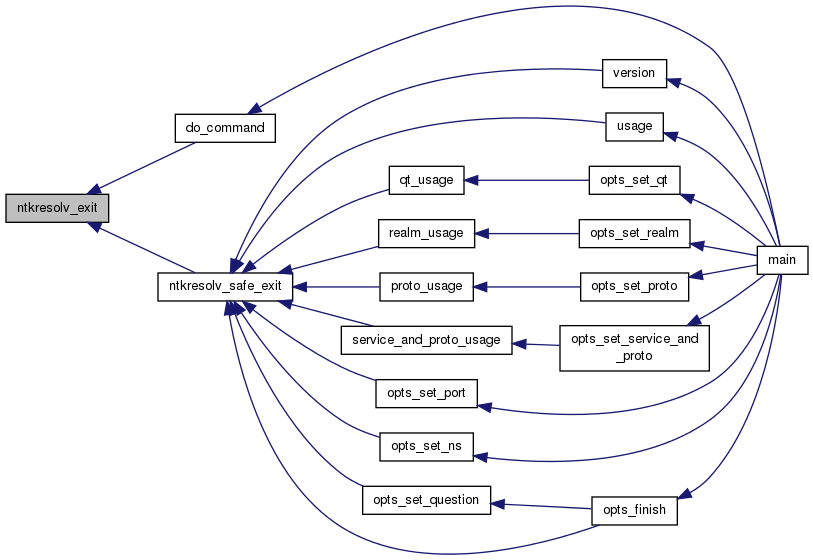 ntkresolv_exit
do_command
ntkresolv_safe_exit
version
usage
qt_usage
opts_set_qt
realm_usage
opts_set_realm
proto_usage
opts_set_proto
service_and_proto_usage
opts_set_service_and
_proto
opts_set_port
opts_set_ns
opts_set_question
opts_finish
main